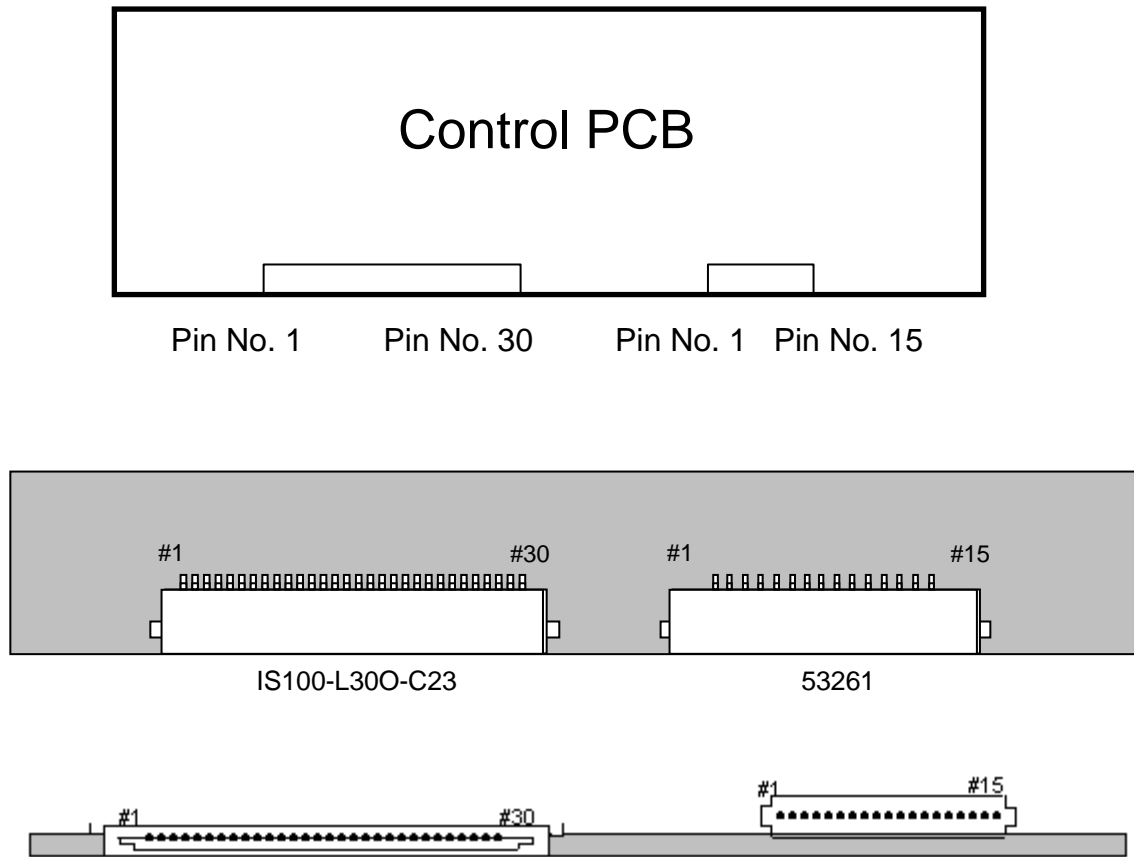 Control PCB
Pin No. 1 Pin No. 30 Pin No. 1 Pin No. 15
#1 #30 #1 #15
IS100-L30O-C23 53261
#1 #15
#1 #30